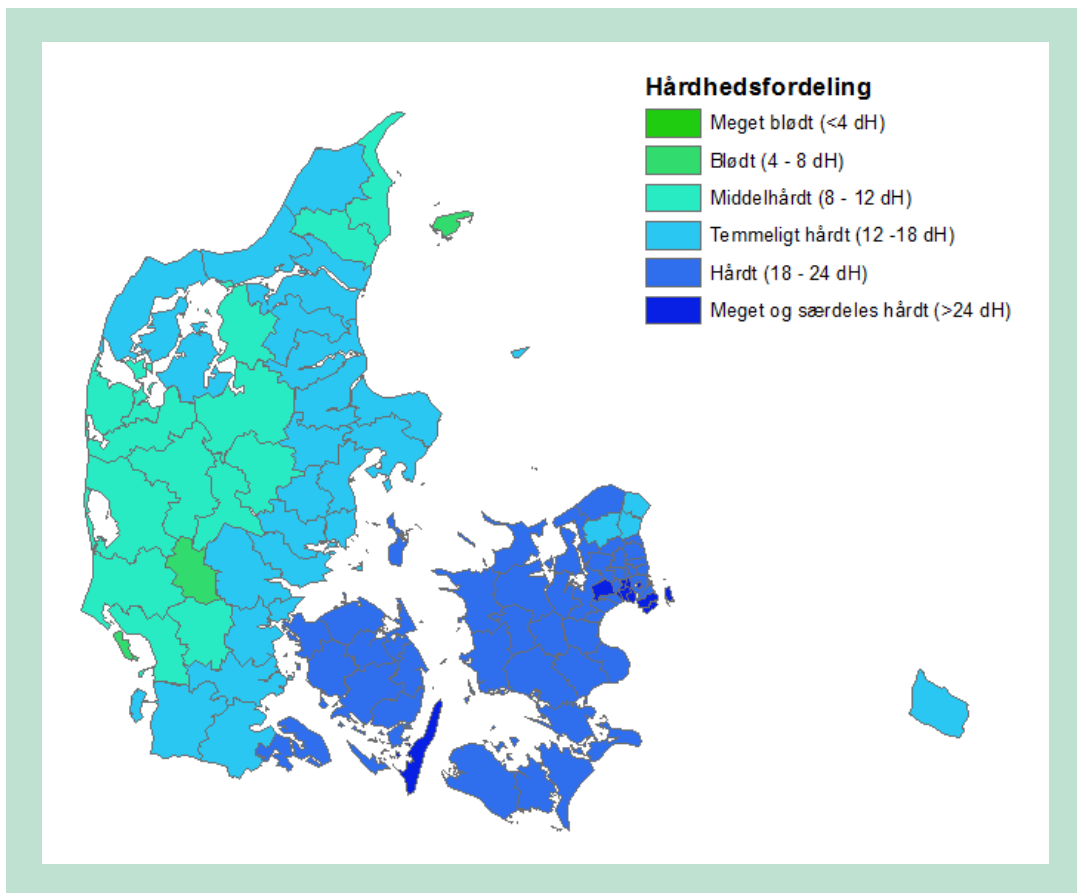 Hårdhedsfordeling
Meget blødt (<4 dH)
Blødt (4 - 8 dH)
Middelhårdt (8 - 12 dH)
Temmeligt hårdt (12 -18 dH)
Hårdt (18 - 24 dH)
Meget og særdeles hårdt (>24 dH)